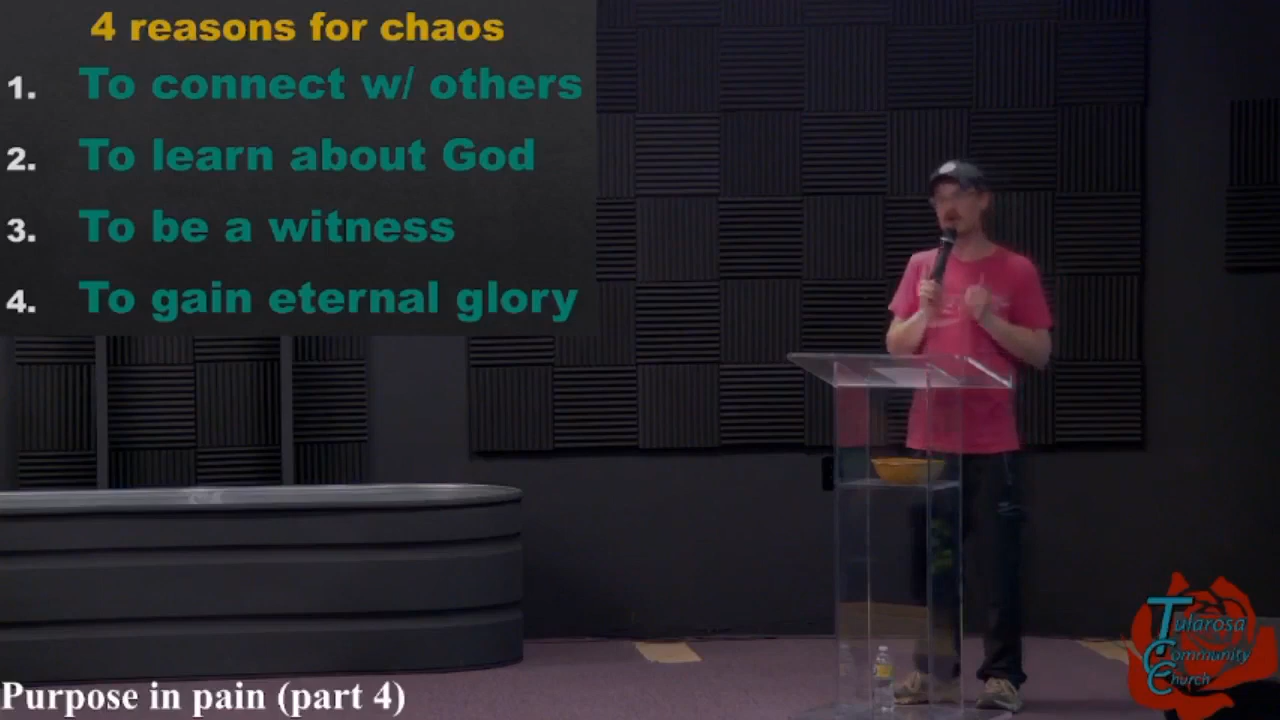 4 reasons for chaos
1. To connect w/ others
2. To learn about God
3. To be a witness
4. To gain eternal glory
Purpose in pain (part 4)
Tularosa
Community
Church